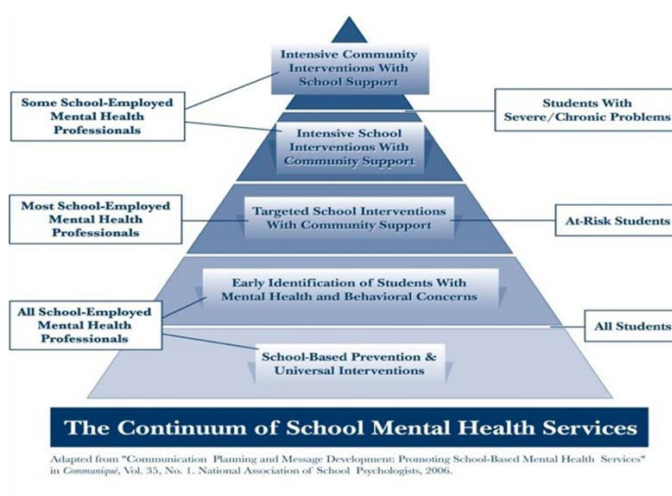 Intensive Community
Interventions With
School Support
Some School-Employed
Mental Health
Professionals
Students With
Severe/Chronic Problems
Intensive School
Interventions With
Community Support
Most School-Employed
Mental Health
Professionals
Targeted School Interventions
With Community Support
At-Risk Students
Early Identification of Students With
Mental Health and Behavioral Concerns
All School-Employed
Mental Health
Professionals
All Students
School-Based Prevention &
Universal Interventions
The Continuum of School Mental Health Services
Adapted from "Communication Planning and Message Development: Promoting School-Based Mental Health Services"
in Communiqué, Vol. 35, No. 1. National Association of School Psychologists, 2006.